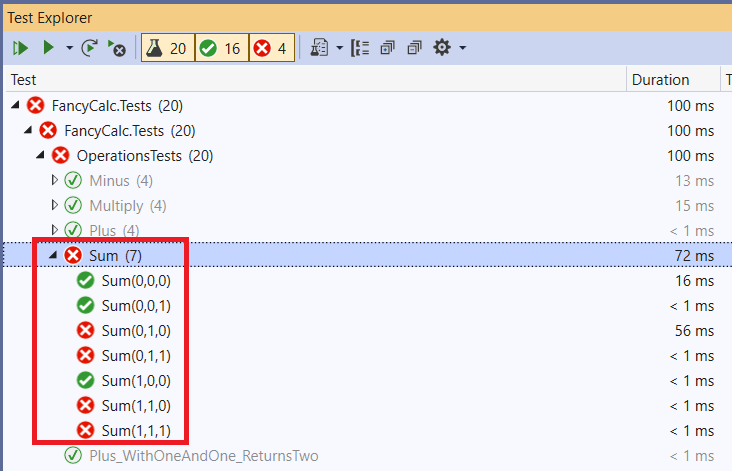 Test Explorer
20 16 4
Test Duration T
FancyCalc.Tests (20) 100 ms
FancyCalc.Tests (20) 100 ms
OperationsTests (20) 100 ms
Minus (4) 13 ms
Multiply (4) 15 ms
Plus (4) < 1 ms
Sum (7) 72 ms
Sum(0,0,0) 16 ms
Sum(0,0,1) < 1 ms
Sum(0,1,0) 56 ms
Sum(0,1,1) < 1 ms
Sum(1,0,0) < 1 ms
Sum(1,1,0) < 1 ms
Sum(1,1,1) < 1 ms
Plus_WithOneAndOne_ReturnsTwo